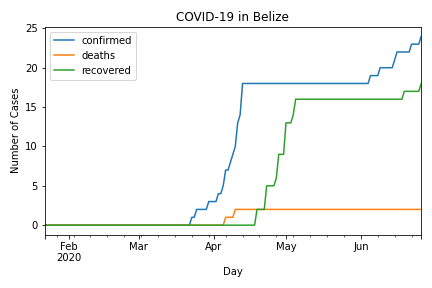 COVID-19 in Belize
confirmed
deaths
recovered
Number of Cases
25
20
15
10
5
0
Feb Mar Apr May Jun
2020
Day